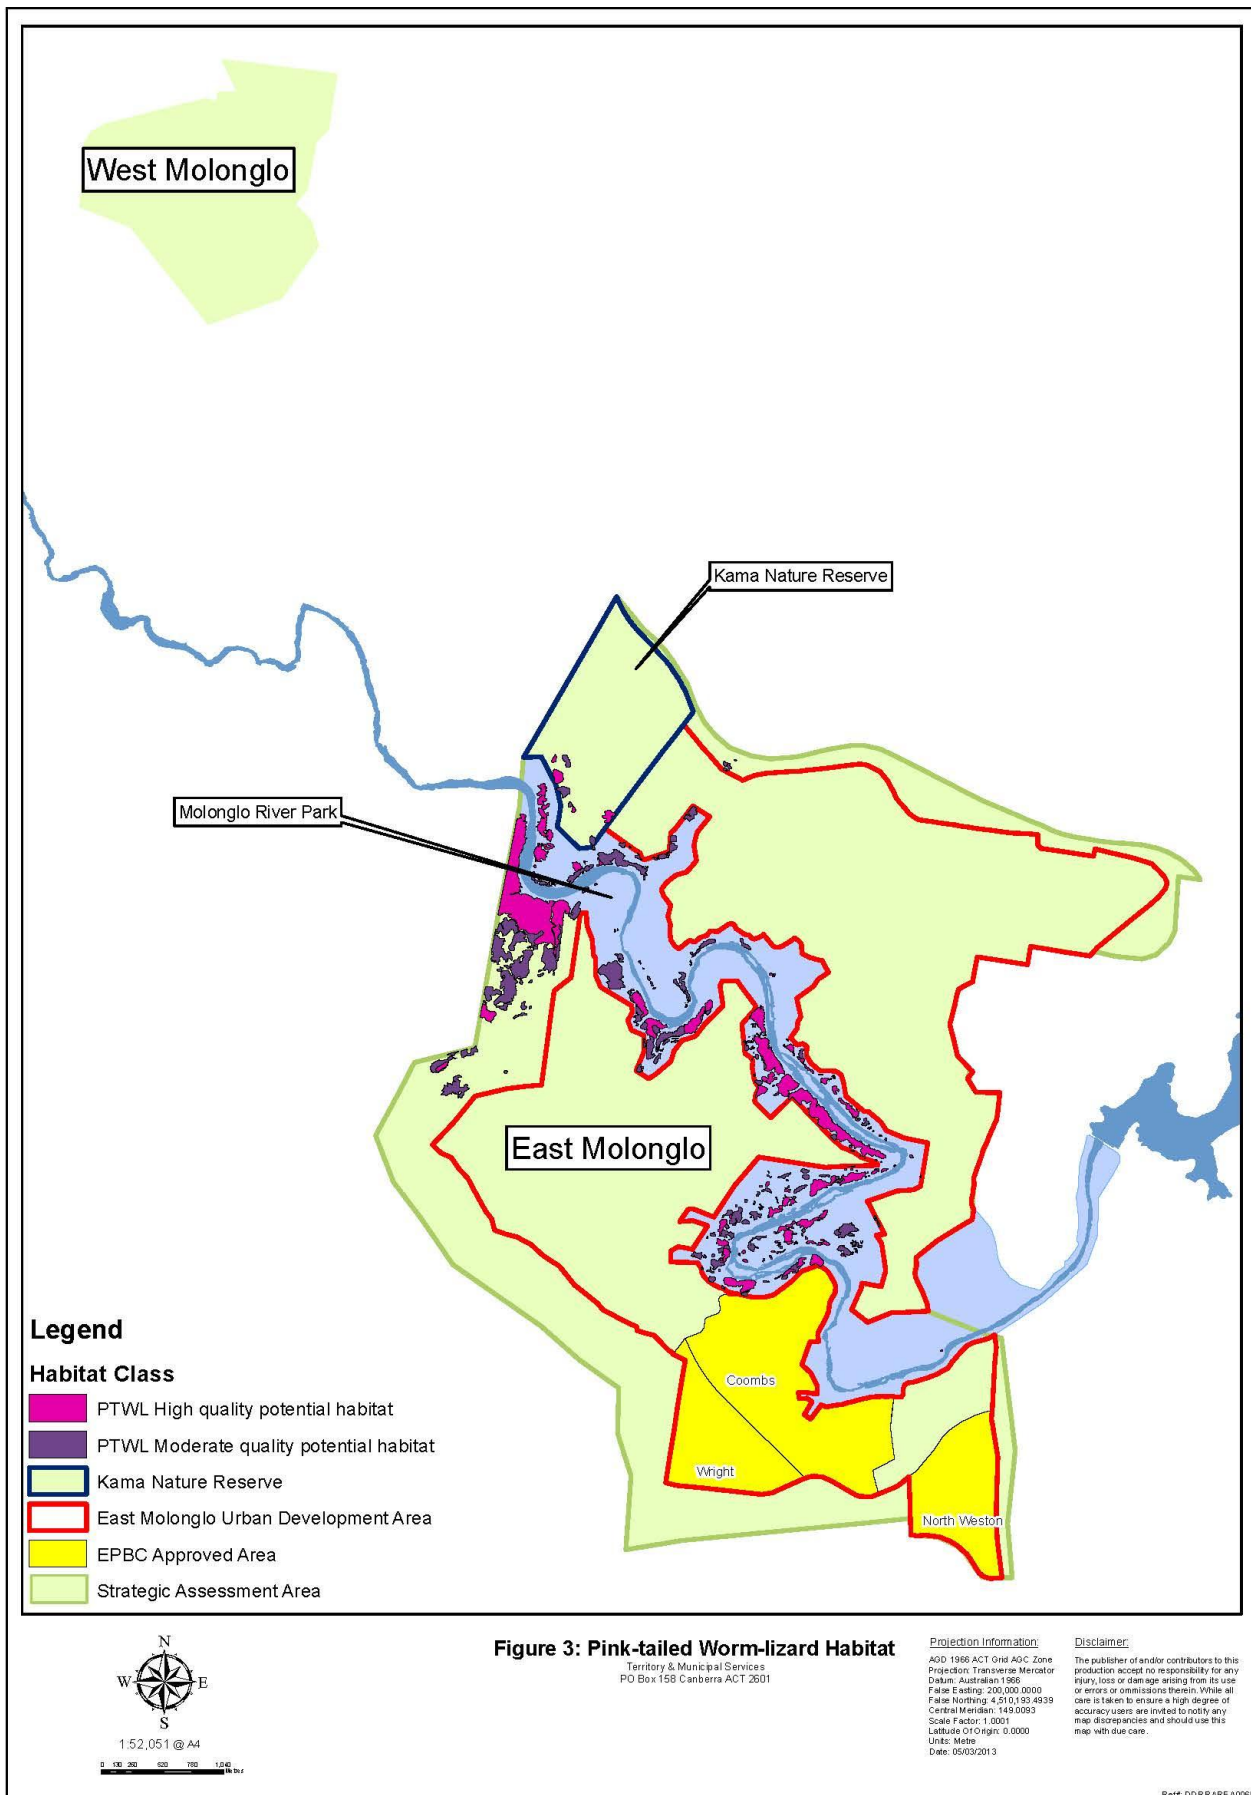 West Molonglo
Kama Nature Reserve
Molonglo River Park
East Molonglo
Coombs
Wright
North Weston
Legend
Habitat Class
PTWL High quality potential habitat
PTWL Moderate quality potential habitat
Kama Nature Reserve
East Molonglo Urban Development Area
EPBC Approved Area
Strategic Assessment Area
N
W E
S
1:52,051 @ A4
0 130 260 520 780 1,040
Metres
Figure 3: Pink-tailed Worm-lizard Habitat
Territory & Municipal Services
PO Box 158 Canberra ACT 2601
Projection Information:
AGD 1966 ACT Grid AGC Zone
Projection: Transverse Mercator
Datum: Australian 1966
False Easting: 200,000.0000
False Northing: 4,510,193.4939
Central Meridian: 149.0093
Scale Factor: 1.0001
Latitude Of Origin: 0.0000
Units: Metre
Date: 05/03/2013
Disclaimer:
The publisher of and/or contributors to this
production accept no responsibility for any
injury, loss or damage arising from its use
or errors or ommissions therein. While all
care is taken to ensure a high degree of
accuracy users are invited to notify any
map discrepancies and should use this
map with due care.